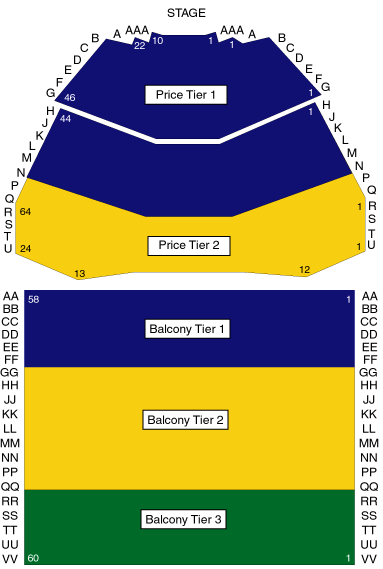 STAGE
AAA AAA
A A
B B
22 10 1 1
C C
D D
E E
F F
G G
46 Price Tier 1 1
H H
44 1
J J
K K
L L
M M
N N
P P
Q Q
R 64 1 R
S S
T T
U 24 Price Tier 2 1 U
13 12
AA 58 1 AA
BB BB
CC CC
DD Balcony Tier 1 DD
EE EE
FF FF
GG GG
HH HH
JJ JJ
KK Balcony Tier 2 KK
LL LL
MM MM
NN NN
PP PP
QQ QQ
RR RR
SS Balcony Tier 3 SS
TT TT
UU UU
VV 60 1 VV